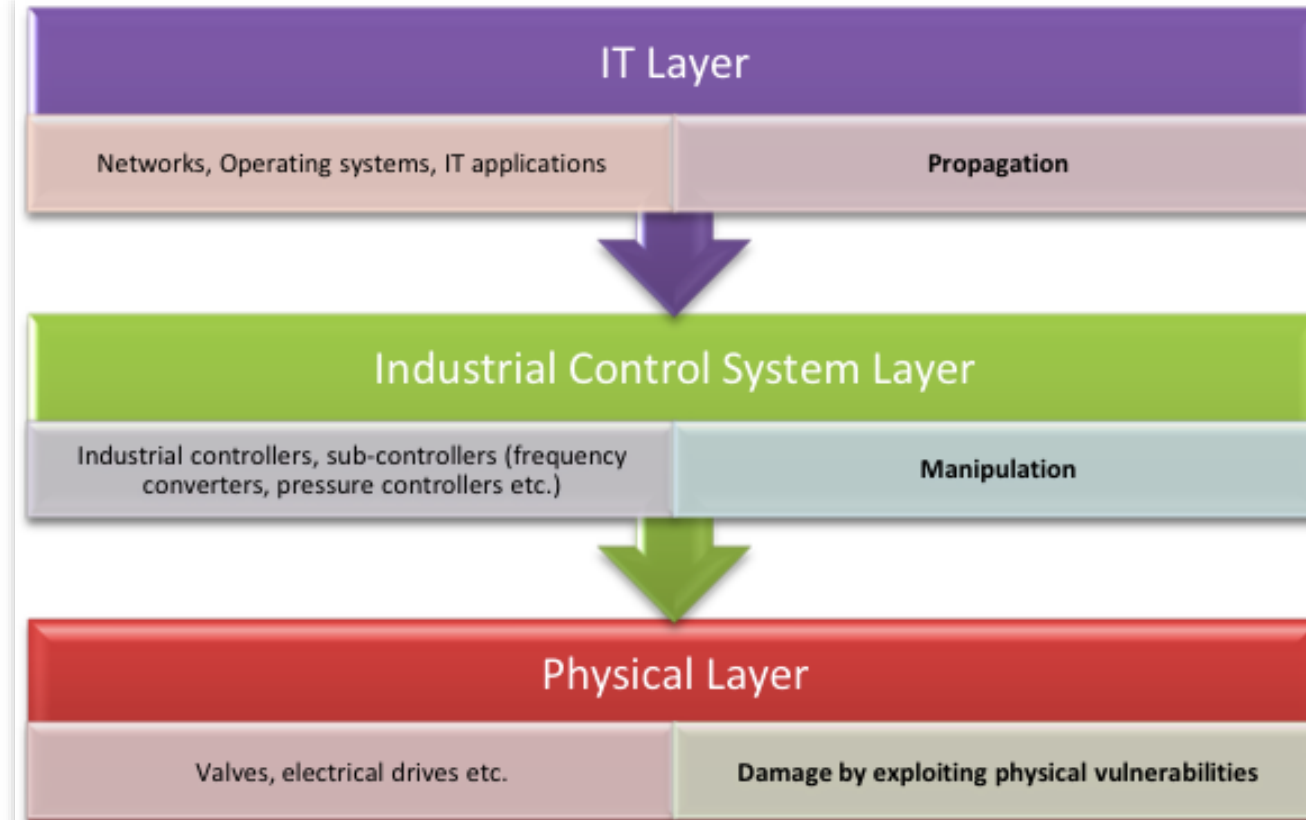 IT Layer
Networks, Operating systems, IT applications
Propagation
Industrial Control System Layer
Industrial controllers, sub-controllers (frequency
converters, pressure controllers etc.)
Manipulation
Physical Layer
Valves, electrical drives etc.
Damage by exploiting physical vulnerabilities